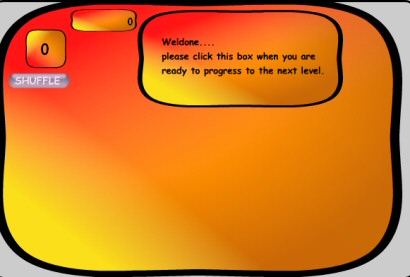 0
0
SHUFFLE
Weldone....
please click this box when you are
ready to progress to the next level.